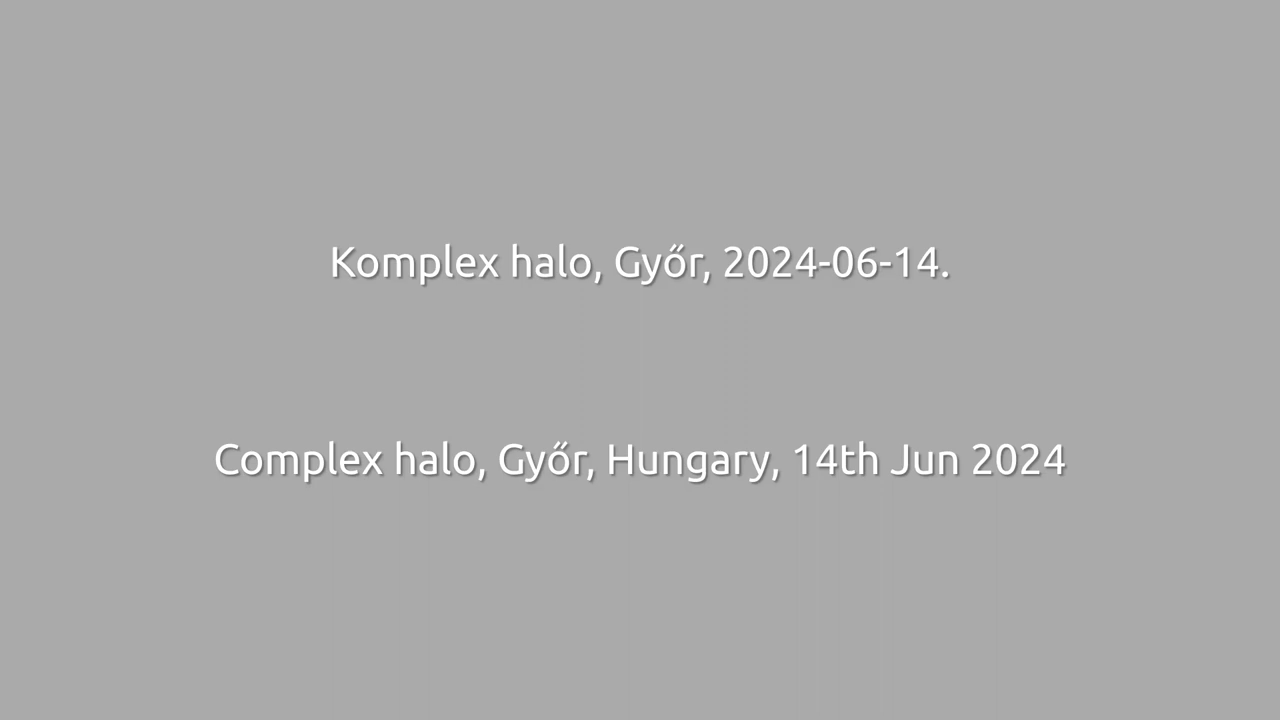 Komplex halo, Győr, 2024-06-14.
Complex halo, Győr, Hungary, 14th Jun 2024